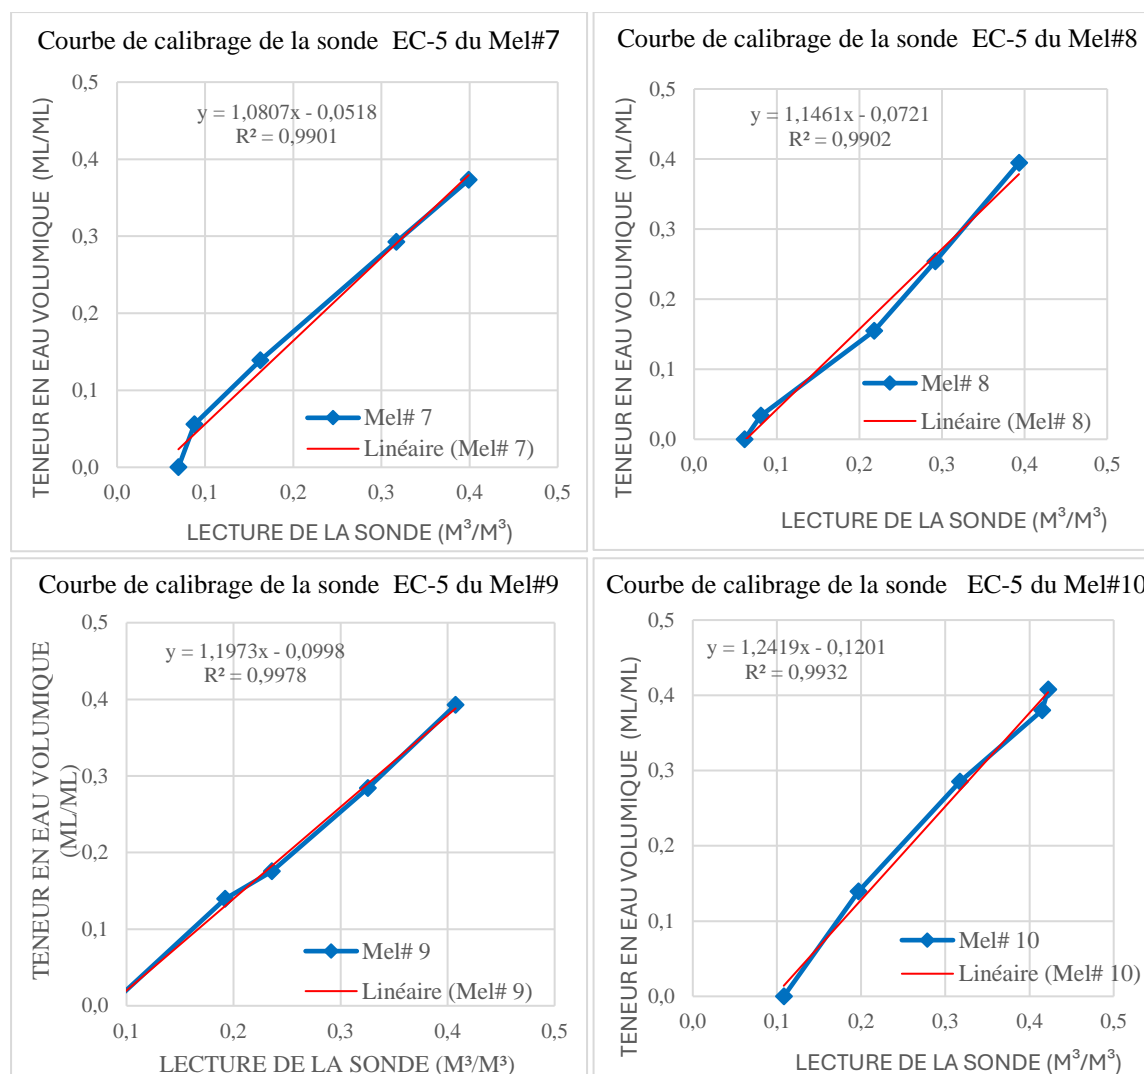 Courbe de calibrage de la sonde EC-5 du Mel#7
TENEUR EN EAU VOLUMIQUE (ML/ML)
0,5
0,4
0,3
0,2
0,1
0,0
y = 1,0807x - 0,0518
R² = 0,9901
Mel# 7
Linéaire (Mel# 7)
0,0 0,1 0,2 0,3 0,4 0,5
LECTURE DE LA SONDE (M³/M³)
Courbe de calibrage de la sonde EC-5 du Mel#8
TENEUR EN EAU VOLUMIQUE (ML/ML)
0,5
0,4
0,3
0,2
0,1
0,0
y = 1,1461x - 0,0721
R² = 0,9902
Mel# 8
Linéaire (Mel# 8)
0,0 0,1 0,2 0,3 0,4 0,5
LECTURE DE LA SONDE (M³/M³)
Courbe de calibrage de la sonde EC-5 du Mel#9
TENEUR EN EAU VOLUMIQUE
(ML/ML)
0,5
0,4
0,3
0,2
0,1
0,0
y = 1,1973x - 0,0998
R² = 0,9978
Mel# 9
Linéaire (Mel# 9)
0,1 0,2 0,3 0,4 0,5
LECTURE DE LA SONDE (M³/M³)
Courbe de calibrage de la sonde EC-5 du Mel#10
TENEUR EN EAU VOLUMIQUE (ML/ML)
0,5
0,4
0,3
0,2
0,1
0,0
y = 1,2419x - 0,1201
R² = 0,9932
Mel# 10
Linéaire (Mel# 10)
0,0 0,1 0,2 0,3 0,4 0,5
LECTURE DE LA SONDE (M³/M³)